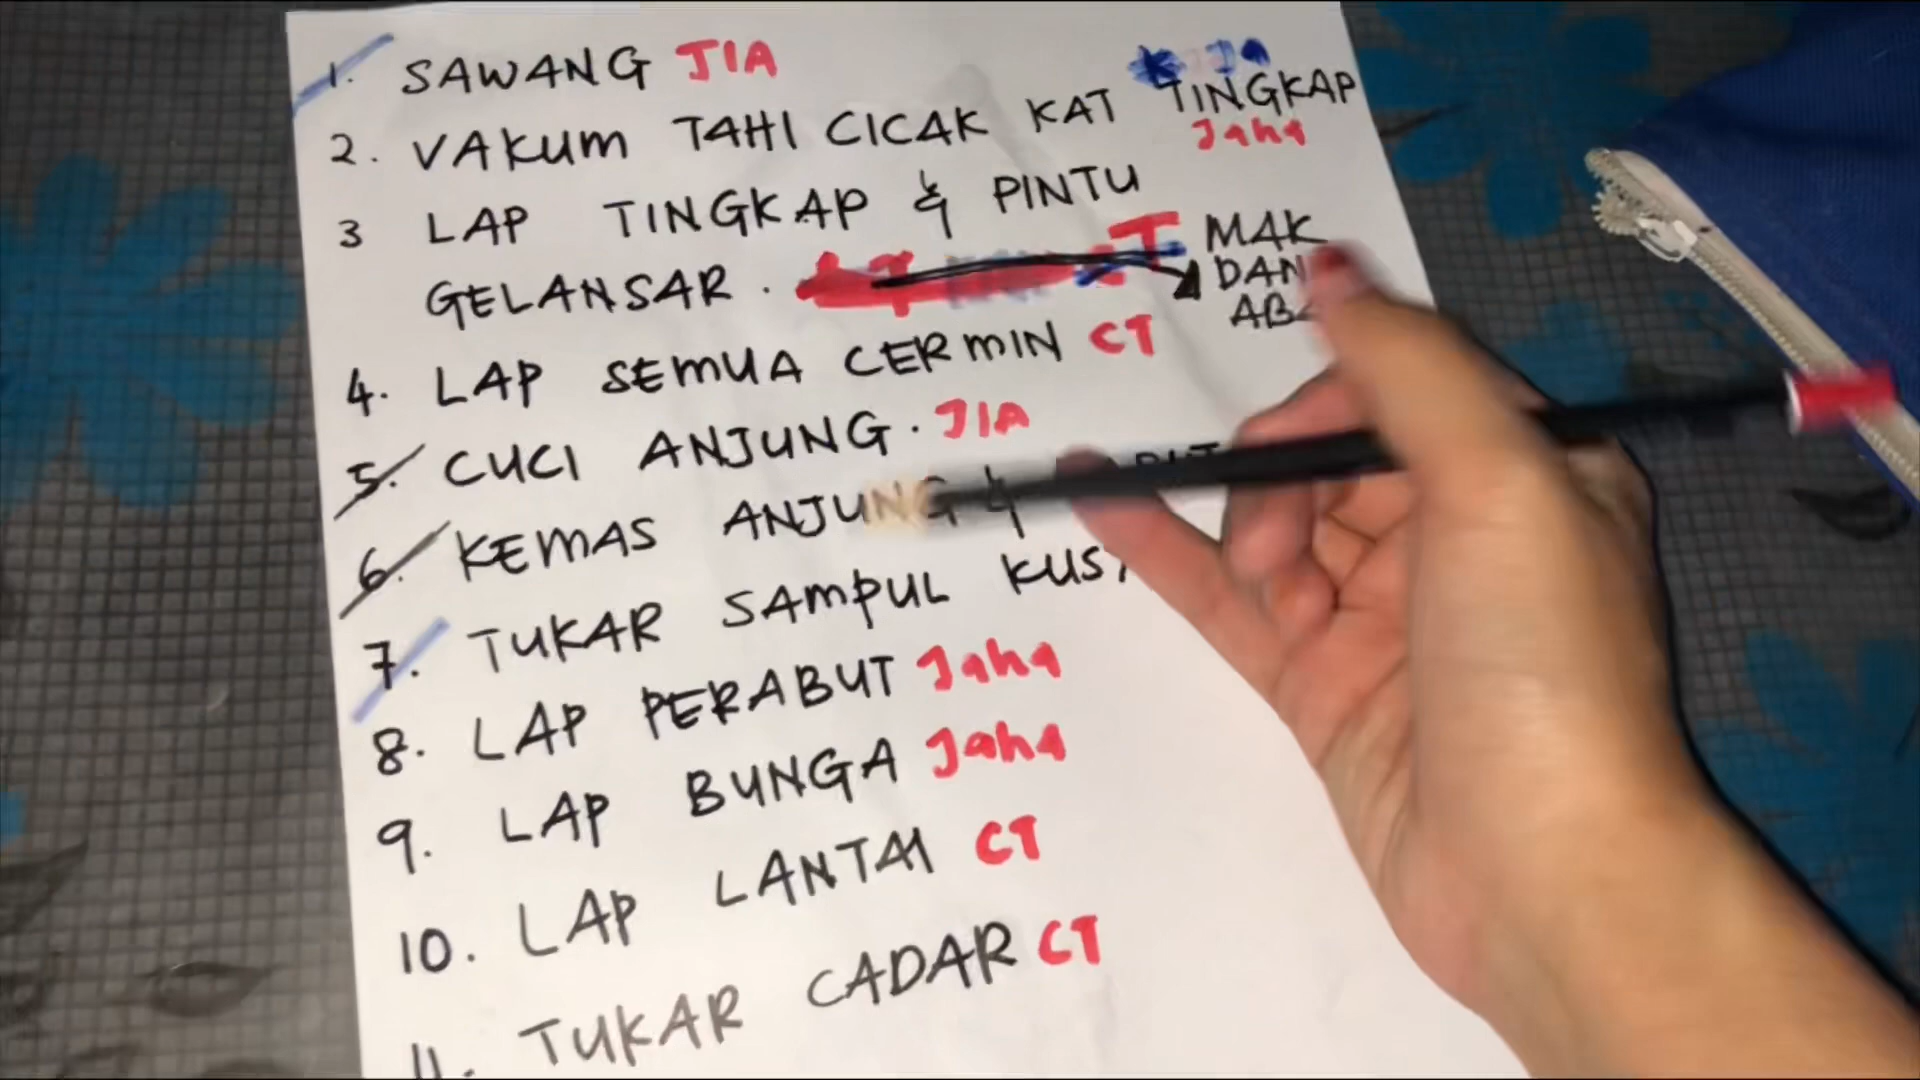 1. SAWANG JIA
2. VAKUM TAHI CICAK KAT TINGKAP
Jaha
3 LAP TINGKAP & PINTU
GELANSAR. MAK
DAN
4. LAP SEMUA CERMIN CT
5. CUCI ANJUNG. JIA
6. KEMAS ANJUNG &
7. TUKAR SAMPUL
8. LAP PERABUT Jaha
9. LAP BUNGA Jaha
10. LAP LANTAI CT
11. TUKAR CADAR CT